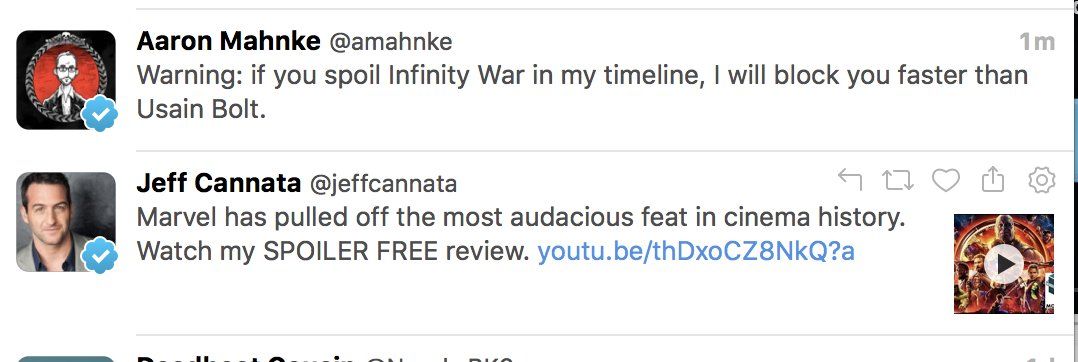 Aaron Mahnke @amahnke 1m
Warning: if you spoil Infinity War in my timeline, I will block you faster than
Usain Bolt.
Jeff Cannata @jeffcannata
Marvel has pulled off the most audacious feat in cinema history.
Watch my SPOILER FREE review. youtu.be/thDxoCZ8NkQ?a